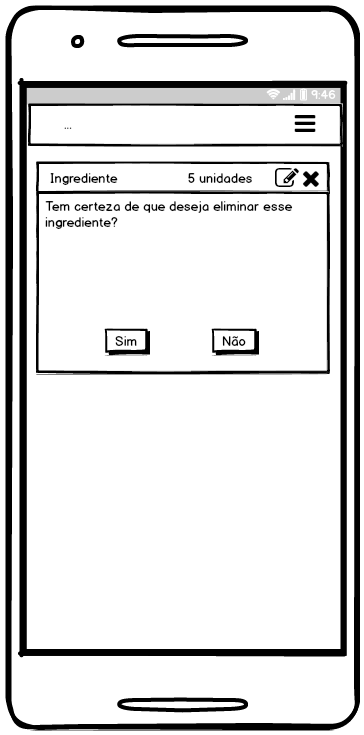 9:46
...
Ingrediente 5 unidades
Tem certeza de que deseja eliminar esse
ingrediente?
Sim Não